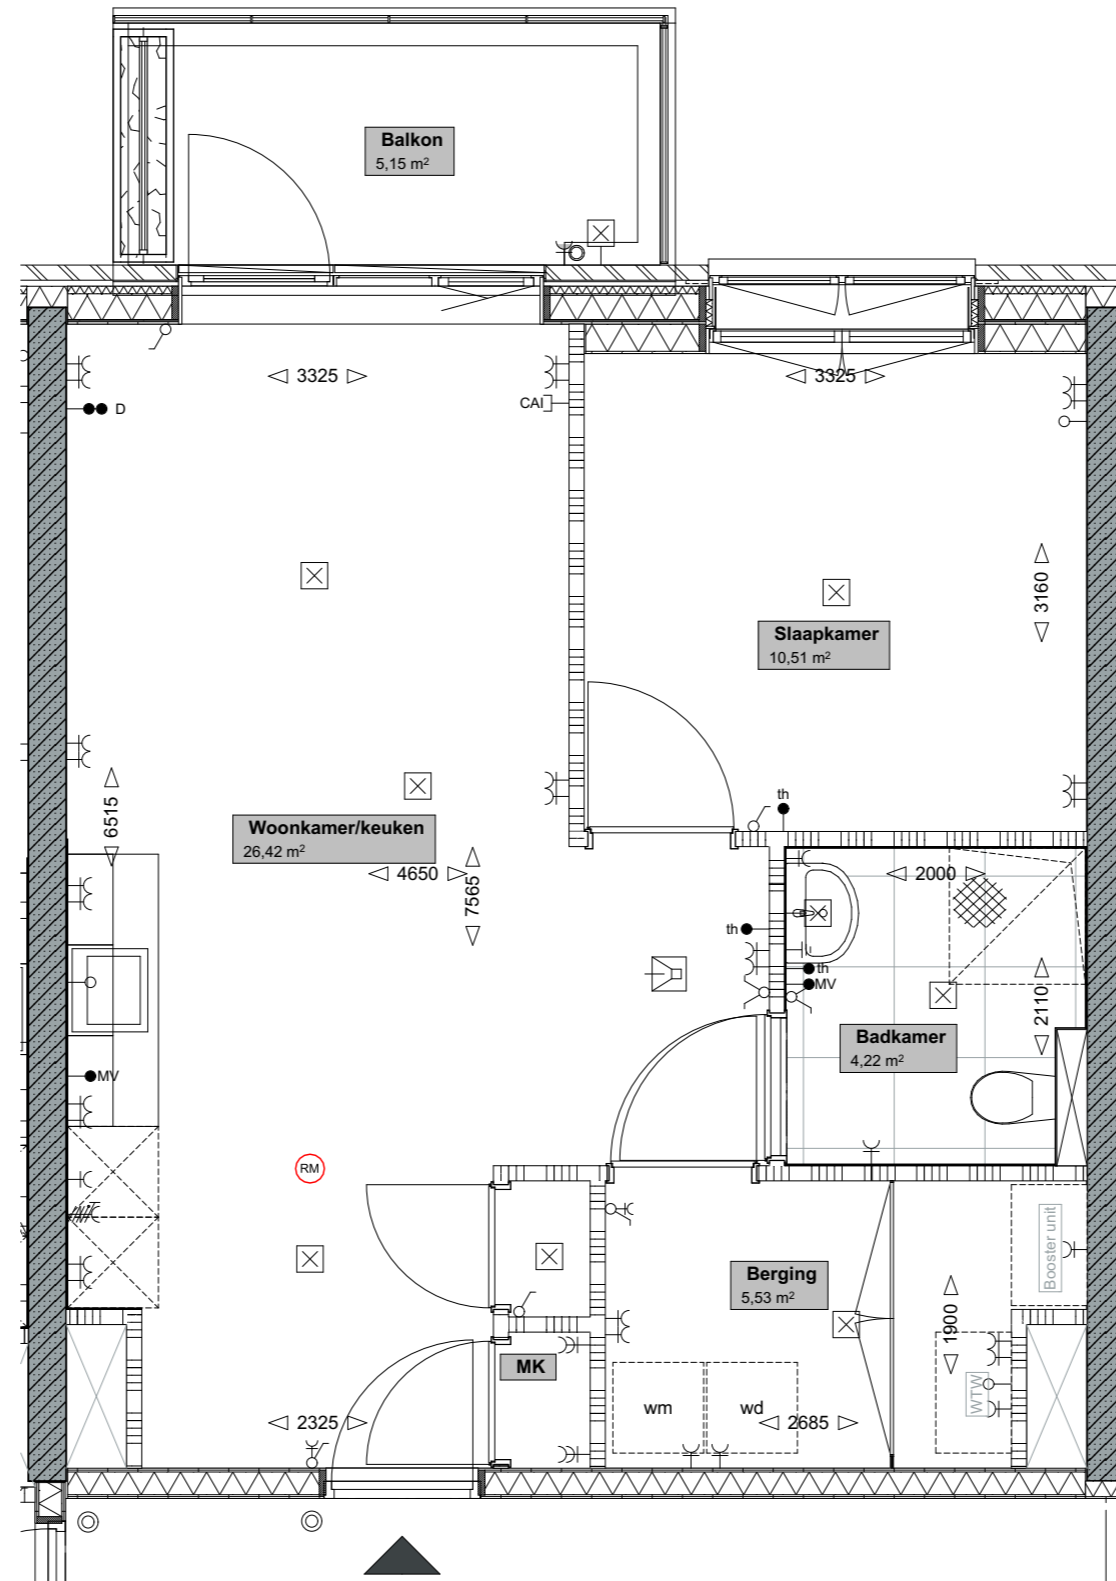 Balkon
5,15 m²
3325
3325
D
CAI
3160
Slaapkamer
10,51 m²
6515
th
Woonkamer/keuken
26,42 m²
4650
7565
2000
th
th
MV
2110
Badkamer
4,22 m²
MV
RM
Booster unit
Berging
5,53 m²
1900
MK
WTW
wm
wd
2325
2685